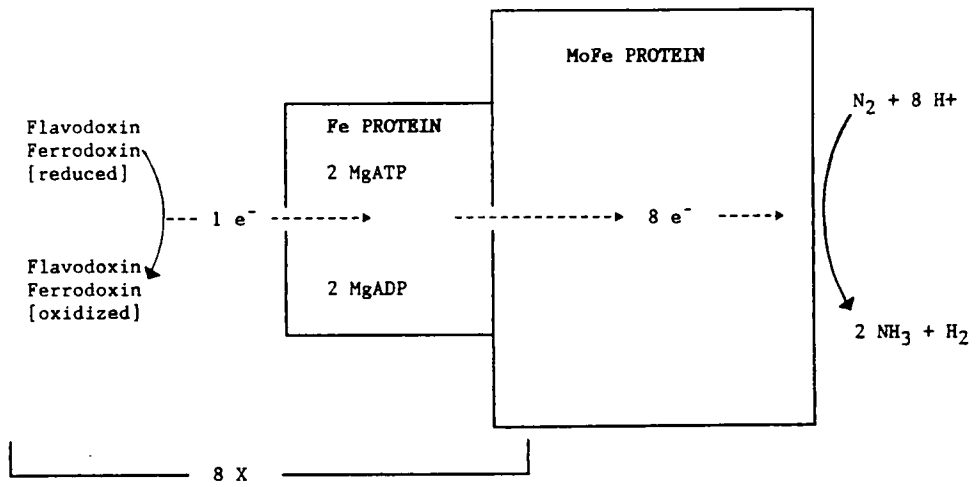 MoFe PROTEIN
N2 + 8 H+
Fe PROTEIN
Flavodoxin
Ferrodoxin
[reduced]
2 MgATP
1 e-
8 e-
Flavodoxin
Ferrodoxin
[oxidized]
2 MgADP
2 NH3 + H2
8 X